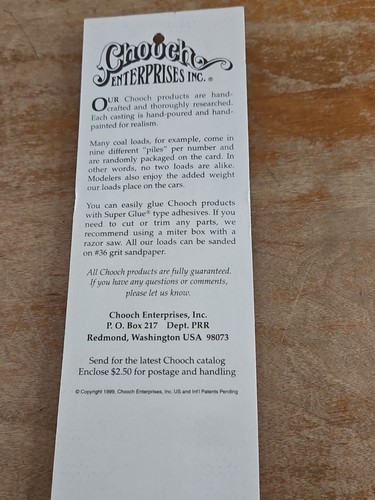 Chooch
ENTERPRISES INC.®
OUR Chooch products are hand-
crafted and thoroughly researched.
Each casting is hand-poured and hand-
painted for realism.
Many coal loads, for example, come in
nine different "piles" per number and
are randomly packaged on the card. In
other words, no two loads are alike.
Modelers also enjoy the added weight
our loads place on the cars.
You can easily glue Chooch products
with Super Glue® type adhesives. If you
need to cut or trim any parts, we
recommend using a miter box with a
razor saw. All our loads can be sanded
on #36 grit sandpaper.
All Chooch products are fully guaranteed.
If you have any questions or comments,
please let us know.
Chooch Enterprises, Inc.
P. O. Box 217 Dept. PRR
Redmond, Washington USA 98073
Send for the latest Chooch catalog
Enclose $2.50 for postage and handling
© Copyright 1999, Chooch Enterprises, Inc. US and Int'l Patents Pending